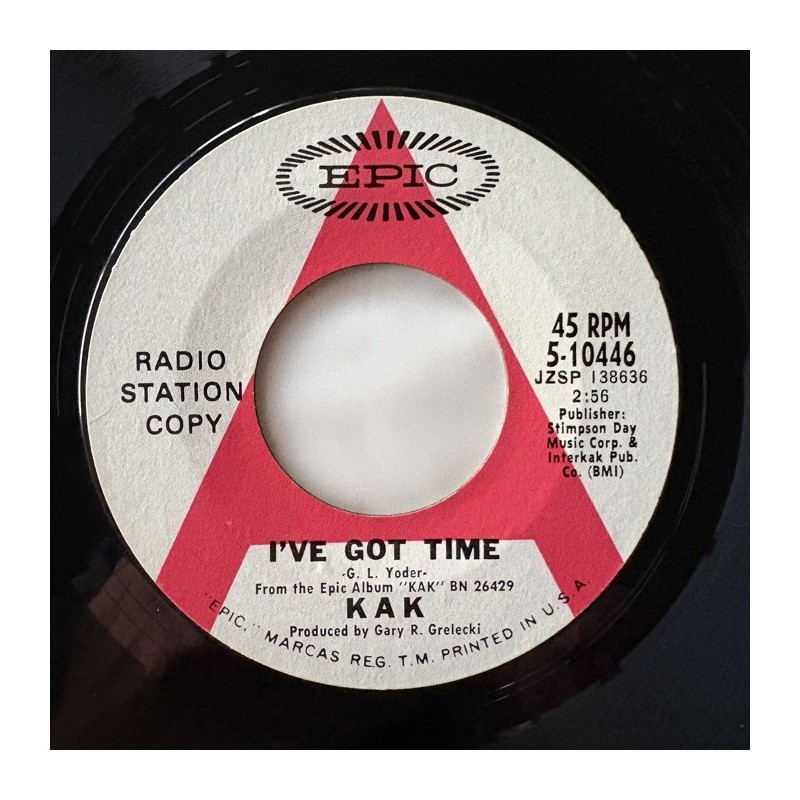 EPIC
RADIO
STATION
COPY
45 RPM
5-10446
JZSP 138636
2:56
Publisher:
Stimpson Day
Music Corp. &
Interkak Pub.
Co. (BMI)
I'VE GOT TIME
-G. L. Yoder-
From the Epic Album "KAK" BN 26429
KAK
Produced by Gary R. Grelecki
"EPIC," MARCAS REG. T.M. PRINTED IN U.S.A.